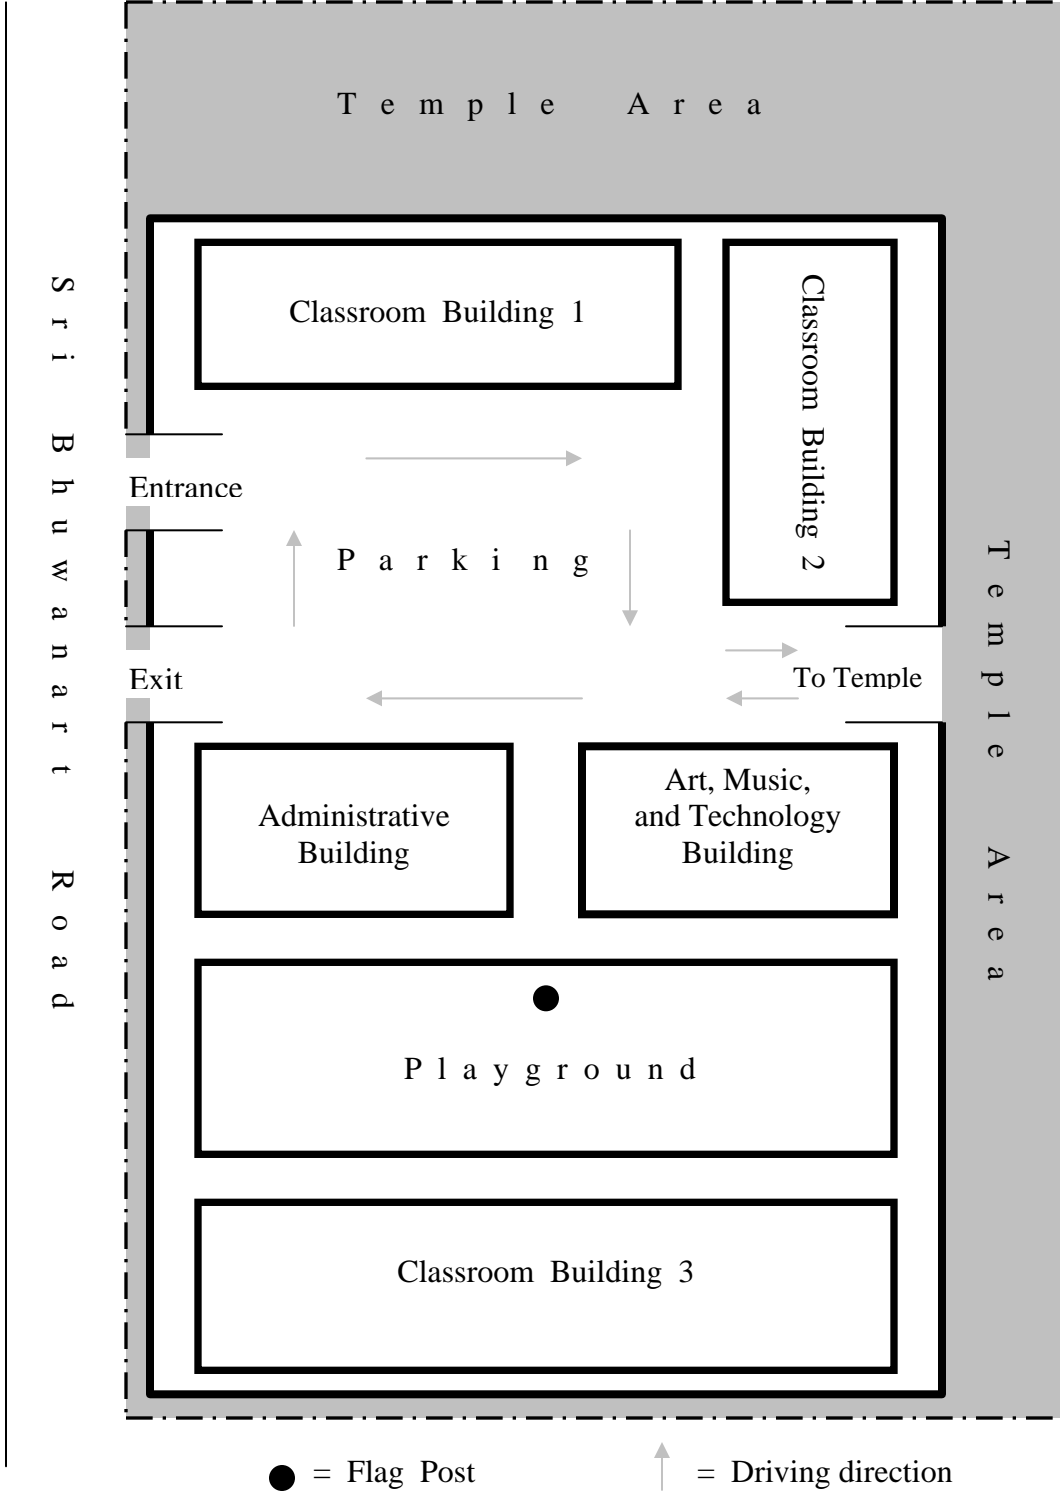 Temple Area
Sri Bhuwanart Road
Classroom Building 1
Classroom Building 2
Entrance
Parking
Exit
To Temple
Temple Area
Administrative
Building
Art, Music,
and Technology
Building
Playground
Classroom Building 3
= Flag Post
= Driving direction